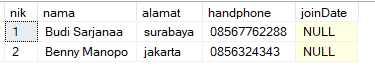 nik nama alamat handphone joinDate
1 Budi Sarjanaa surabaya 08567762288 NULL
2 Benny Manopo jakarta 0856324343 NULL